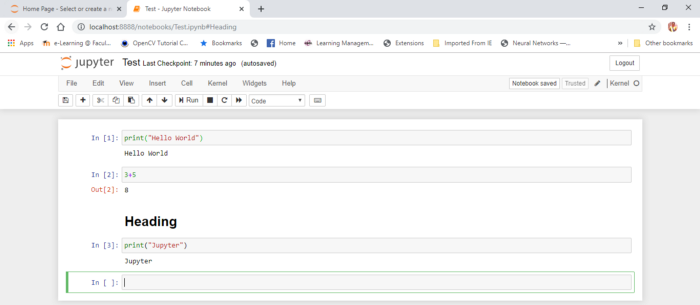 Home Page - Select or create a n
Test - Jupyter Notebook
localhost:8888/notebooks/Test.ipynb#Heading
Apps
e-Learning @ Facul...
OpenCV Tutorial C...
Bookmarks
Home
Learning Managem...
Extensions
Imported From IE
Neural Networks —...
»
Other bookmarks
jupyter Test Last Checkpoint: 7 minutes ago (autosaved)
Logout
File Edit View Insert Cell Kernel Widgets Help
Notebook saved Trusted Kernel
Run Code
In [1]: print("Hello World")
Hello World
In [2]: 3+5
Out[2]: 8
Heading
In [3]: print("Jupyter")
Jupyter
In [ ]: